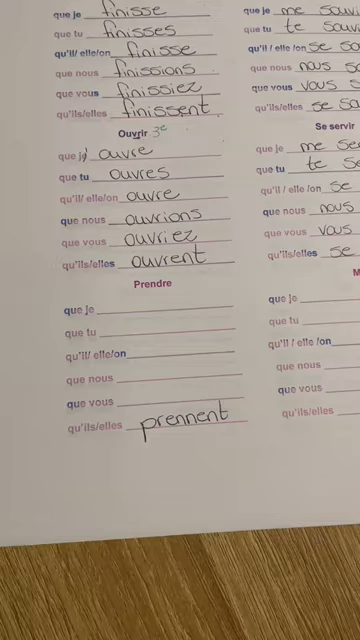 que je finisse
que tu finisses
qu'il/ elle/on finisse
que nous finissions
que vous finissiez
qu'ils/elles finissent
Ouvrir 3e
que j' ouvre
que tu ouvres
qu'il/ elle/on ouvre
que nous ouvrions
que vous ouvriez
qu'ils/elles ouvrent
Prendre
que je
que tu
qu'il/ elle/on
que nous
que vous
qu'ils/elles prennent
que je me
que tu te
qu'il / elle /on se
que nous nous
que vous vous
qu'ils/elles se
Se servir
que je me
que tu te
qu'il / elle /on se
que nous nous
que vous vous
qu'ils/elles se
que je
que tu
qu'il / elle /on
que nous
que vous
qu'ils/elles